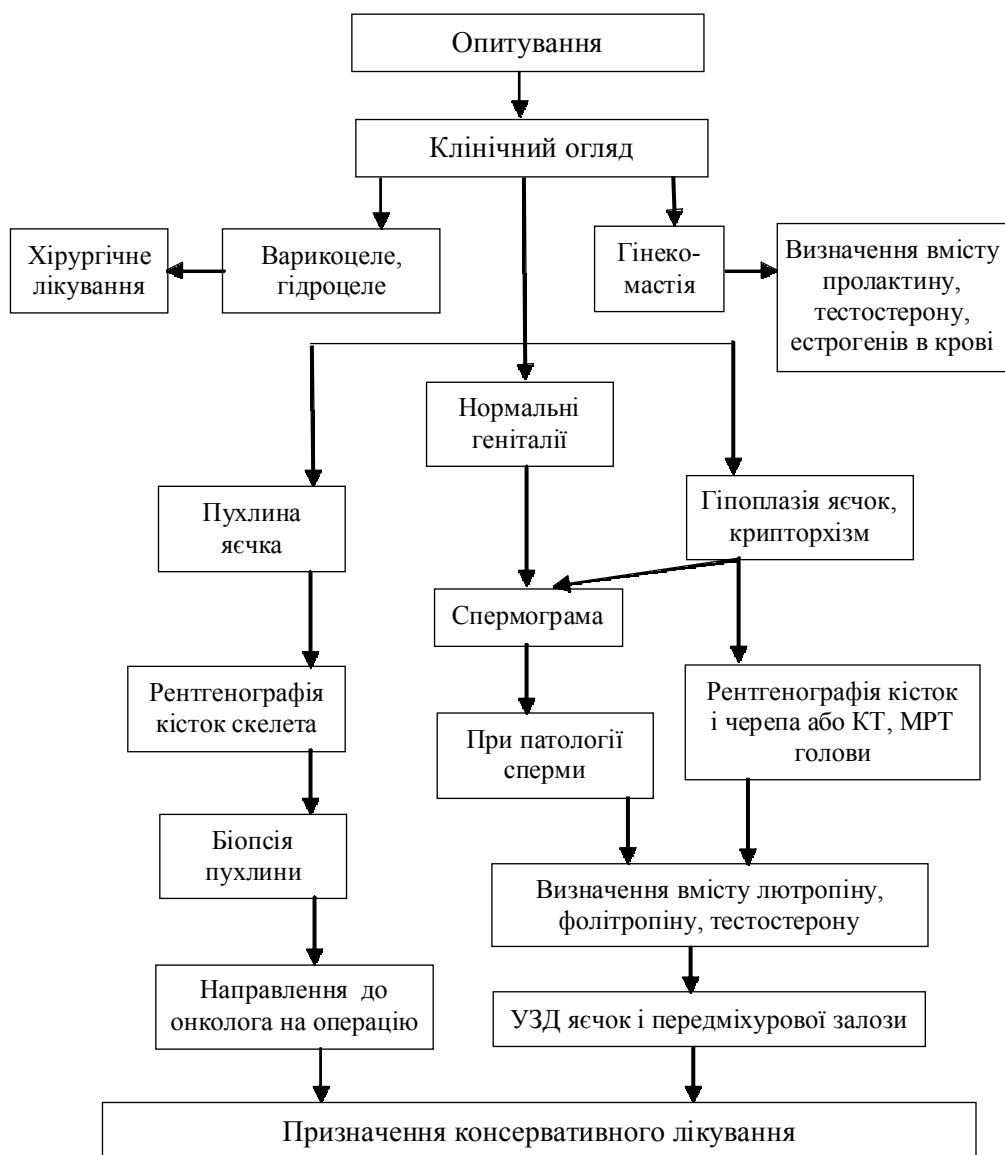 Опитування
Клінічний огляд
Хірургічне
лікування
Варикоцеле,
гідроцеле
Гінеко-
мастія
Визначення вмісту
пролактину,
тестостерону,
естрогенів в крові
Нормальні
геніталії
Пухлина
яєчка
Гіпоплазія яєчок,
крипторхізм
Спермограма
Рентгенографія
кісток скелета
При патології
сперми
Рентгенографія кісток
і черепа або КТ, МРТ
голови
Біопсія
пухлини
Визначення вмісту лютропіну,
фолітропіну, тестостерону
Направлення до
онколога на операцію
УЗД яєчок і передміхурової залози
Призначення консервативного лікування